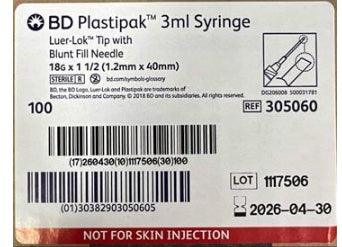 BD Plastipak™ 3ml Syringe
Luer-Lok™ Tip with
Blunt Fill Needle
18G x 1 1/2 (1.2mm x 40mm)
STERILE R bd.com/symbols-glossary
BD, the BD Logo, Luer-Lok and Plastipak are trademarks of
Becton, Dickinson and Company. © 2018 BD and its subsidiaries. All rights reserved.
DG206008 500031781
100
REF 305060
(17)260430(10)1117506(30)100
LOT 1117506
(01)30382903050605
2026-04-30
NOT FOR SKIN INJECTION